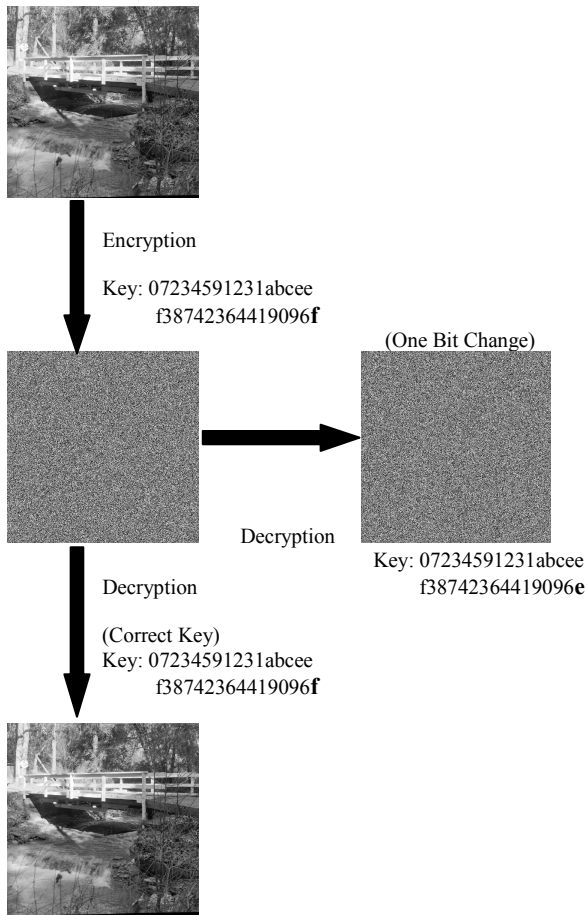 Encryption
Key: 07234591231abcee
f38742364419096f
(One Bit Change)
Decryption
Key: 07234591231abcee
f38742364419096e
Decryption
(Correct Key)
Key: 07234591231abcee
f38742364419096f